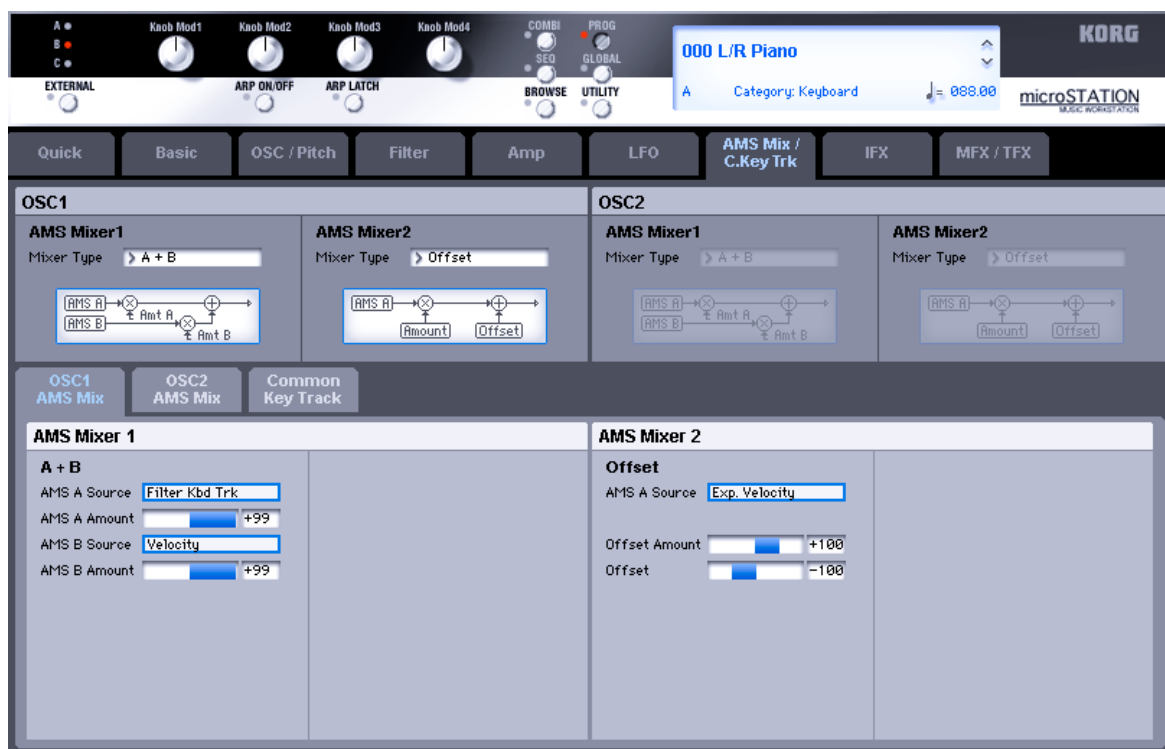 A
B
C
Knob Mod1 Knob Mod2 Knob Mod3 Knob Mod4
COMBI PROG
SEQ GLOBAL
EXTERNAL ARP ON/OFF ARP LATCH BROWSE UTILITY
000 L/R Piano
A Category: Keyboard ♩= 088.00
KORG
microSTATION
MUSIC WORKSTATION
Quick Basic OSC / Pitch Filter Amp LFO AMS Mix / C.Key Trk IFX MFX / TFX
OSC1
AMS Mixer1
Mixer Type A + B
AMS A
AMS B
Amt A
Amt B
AMS Mixer2
Mixer Type Offset
AMS A
Amount Offset
OSC2
AMS Mixer1
Mixer Type A + B
AMS A
AMS B
Amt A
Amt B
AMS Mixer2
Mixer Type Offset
AMS A
Amount Offset
OSC1 AMS Mix
OSC2 AMS Mix
Common Key Track
AMS Mixer 1
A + B
AMS A Source Filter Kbd Trk
AMS A Amount +99
AMS B Source Velocity
AMS B Amount +99
AMS Mixer 2
Offset
AMS A Source Exp. Velocity
Offset Amount +100
Offset -100